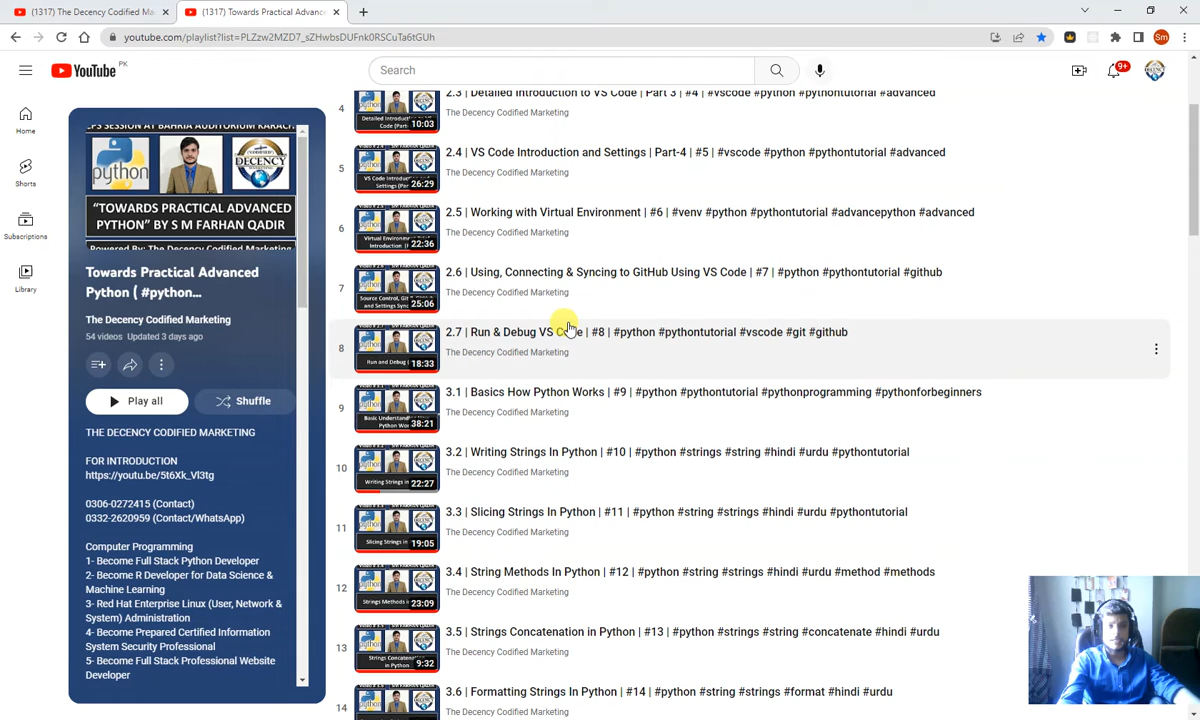 (1317) The Decency Codified Ma
(1317) Towards Practical Advanc
youtube.com/playlist?list=PLZzw2MZD7_sZHwbsDUFnk0RSCuTa6tGUh
Sm
YouTube
PK
Search
9+
Home
Shorts
Subscriptions
Library
python
DECENCY
"TOWARDS PRACTICAL ADVANCED
PYTHON" BY S M FARHAN QADIR
Powered By: The Decency Codified Marketing
Towards Practical Advanced
Python ( #python...
The Decency Codified Marketing
54 videos Updated 3 days ago
Play all
Shuffle
THE DECENCY CODIFIED MARKETING
FOR INTRODUCTION
https://youtu.be/5t6Xk_Vl3tg
0306-0272415 (Contact)
0332-2620959 (Contact/WhatsApp)
Computer Programming
1- Become Full Stack Python Developer
2- Become R Developer for Data Science &
Machine Learning
3- Red Hat Enterprise Linux (User, Network &
System) Administration
4- Become Prepared Certified Information
System Security Professional
5- Become Full Stack Professional Website
Developer
4
10:03
2.3 | Detailed Introduction to VS Code | Part 3 | #4 | #vscode #python #pythontutorial #advanced
The Decency Codified Marketing
5
26:29
2.4 | VS Code Introduction and Settings | Part-4 | #5 | #vscode #python #pythontutorial #advanced
The Decency Codified Marketing
6
22:36
2.5 | Working with Virtual Environment | #6 | #venv #python #pythontutorial #advancepython #advanced
The Decency Codified Marketing
7
25:06
2.6 | Using, Connecting & Syncing to GitHub Using VS Code | #7 | #python #pythontutorial #github
The Decency Codified Marketing
8
18:33
2.7 | Run & Debug VS Code | #8 | #python #pythontutorial #vscode #git #github
The Decency Codified Marketing
9
38:21
3.1 | Basics How Python Works | #9 | #python #pythontutorial #pythonprogramming #pythonforbeginners
The Decency Codified Marketing
10
22:27
3.2 | Writing Strings In Python | #10 | #python #strings #string #hindi #urdu #pythontutorial
The Decency Codified Marketing
11
19:05
3.3 | Slicing Strings In Python | #11 | #python #string #strings #hindi #urdu #pythontutorial
The Decency Codified Marketing
12
23:09
3.4 | String Methods In Python | #12 | #python #string #strings #hindi #urdu #method #methods
The Decency Codified Marketing
13
9:32
3.5 | Strings Concatenation in Python | #13 | #python #strings #string #concatenate #hindi #urdu
The Decency Codified Marketing
14
3.6 | Formatting Strings In Python | #14 | #python #string #strings #format #hindi #urdu
The Decency Codified Marketing